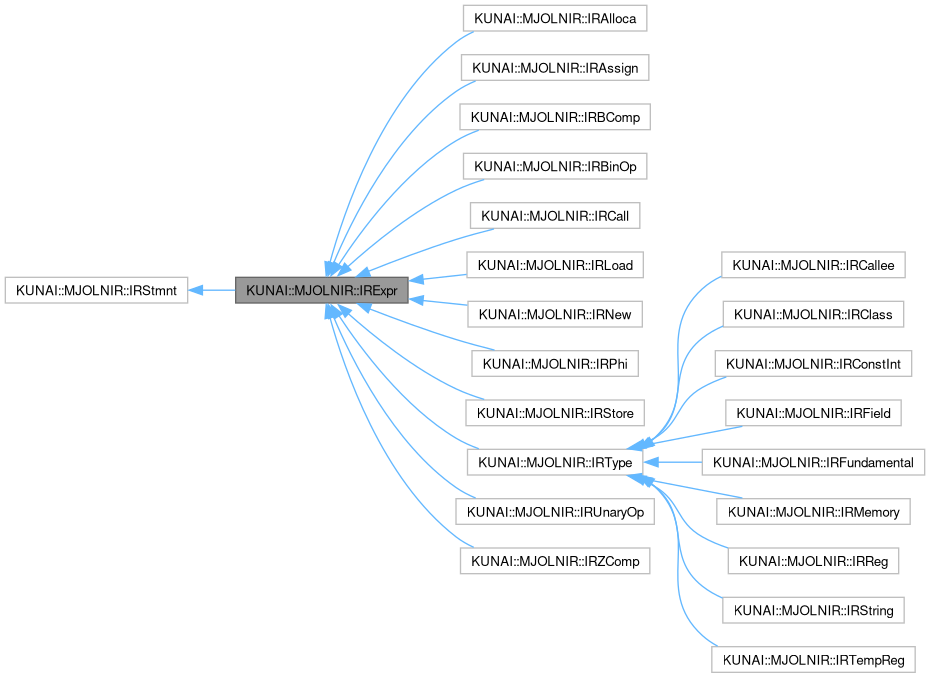 KUNAI::MJOLNIR::IRStmnt
KUNAI::MJOLNIR::IRExpr
KUNAI::MJOLNIR::IRAlloca
KUNAI::MJOLNIR::IRAssign
KUNAI::MJOLNIR::IRBComp
KUNAI::MJOLNIR::IRBinOp
KUNAI::MJOLNIR::IRCall
KUNAI::MJOLNIR::IRLoad
KUNAI::MJOLNIR::IRNew
KUNAI::MJOLNIR::IRPhi
KUNAI::MJOLNIR::IRStore
KUNAI::MJOLNIR::IRType
KUNAI::MJOLNIR::IRUnaryOp
KUNAI::MJOLNIR::IRZComp
KUNAI::MJOLNIR::IRCallee
KUNAI::MJOLNIR::IRClass
KUNAI::MJOLNIR::IRConstInt
KUNAI::MJOLNIR::IRField
KUNAI::MJOLNIR::IRFundamental
KUNAI::MJOLNIR::IRMemory
KUNAI::MJOLNIR::IRReg
KUNAI::MJOLNIR::IRString
KUNAI::MJOLNIR::IRTempReg